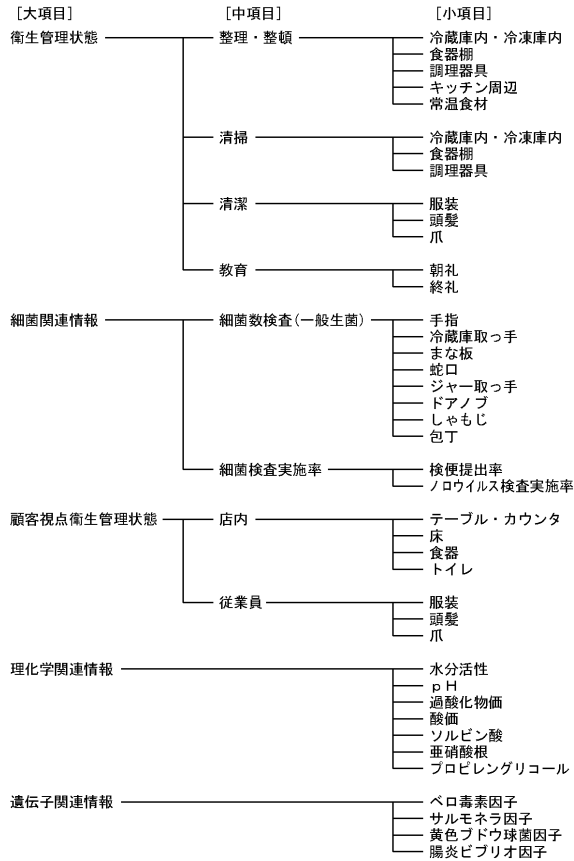 ［大項目］ ［中項目］ ［小項目］
衛生管理状態 整理・整頓 冷蔵庫内・冷凍庫内
食器棚
調理器具
キッチン周辺
常温食材
清掃 冷蔵庫内・冷凍庫内
食器棚
調理器具
清潔 服装
頭髪
爪
教育 朝礼
終礼
細菌関連情報 細菌数検査（一般生菌） 手指
冷蔵庫取っ手
まな板
蛇口
ジャー取っ手
ドアノブ
しゃもじ
包丁
細菌検査実施率 検便提出率
ノロウイルス検査実施率
顧客視点衛生管理状態 店内 テーブル・カウンタ
床
食器
トイレ
従業員 服装
頭髪
爪
理化学関連情報 水分活性
ｐＨ
過酸化物価
酸価
ソルビン酸
亜硝酸根
プロピレングリコール
遺伝子関連情報 ベロ毒素因子
サルモネラ因子
黄色ブドウ球菌因子
腸炎ビブリオ因子